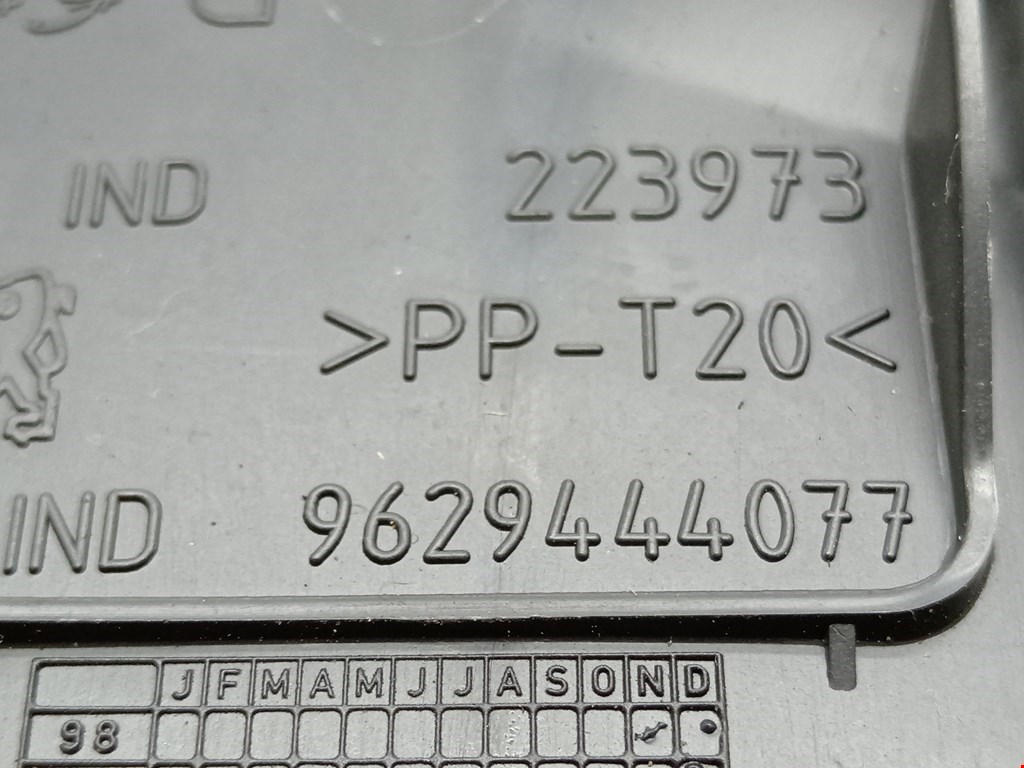 IND 223973
>PP-T20<
IND 9629444077
J F M A M J J A S O N D
98